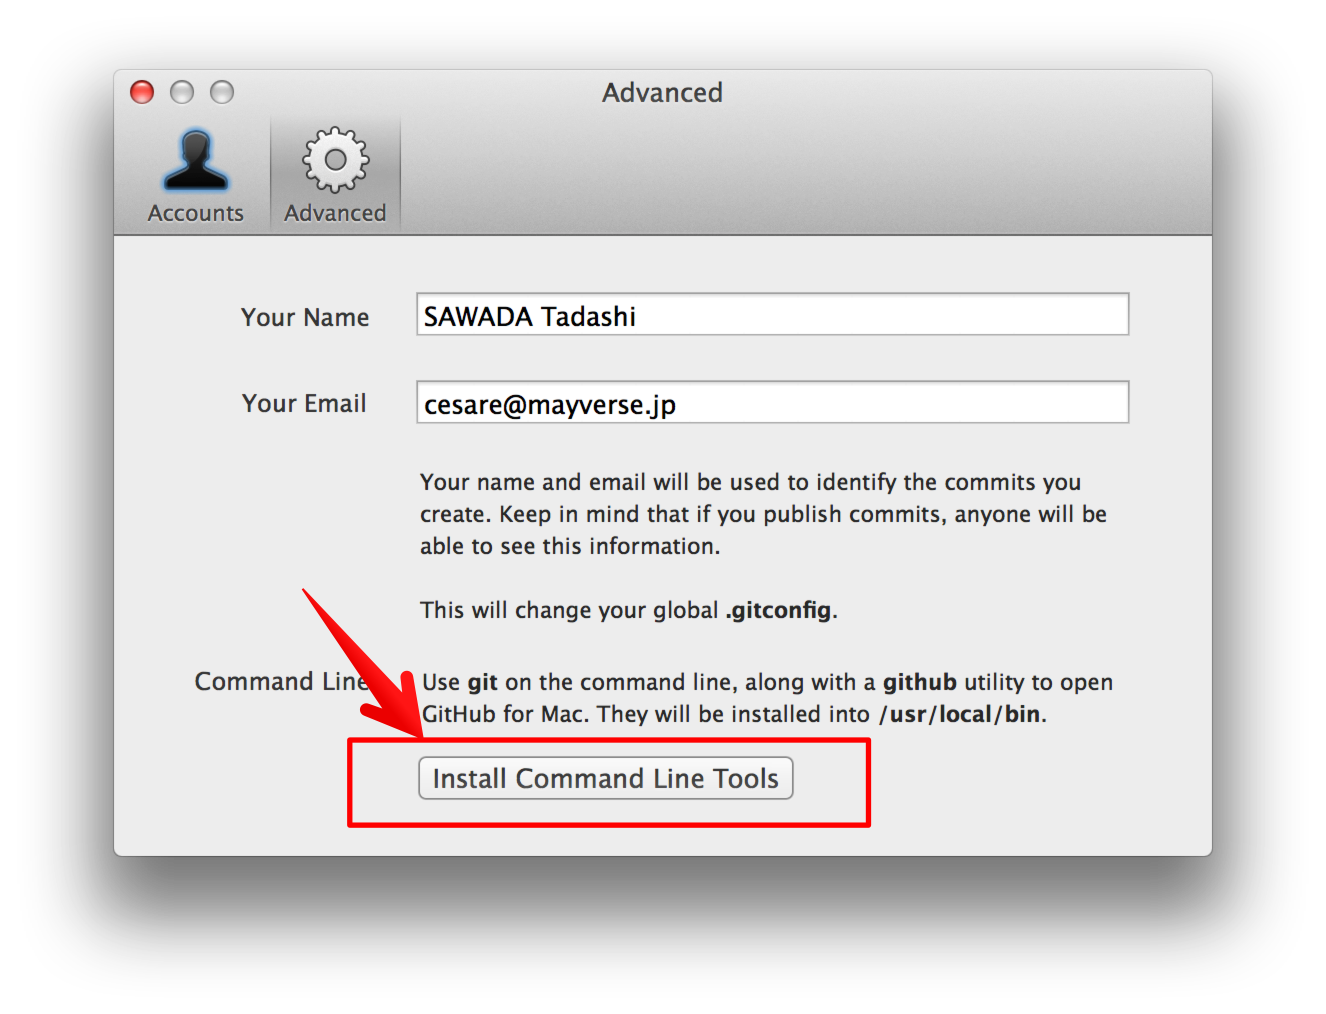 Advanced
Accounts
Advanced
Your Name
SAWADA Tadashi
Your Email
cesare@mayverse.jp
Your name and email will be used to identify the commits you
create. Keep in mind that if you publish commits, anyone will be
able to see this information.
This will change your global .gitconfig.
Command Line
Use git on the command line, along with a github utility to open
GitHub for Mac. They will be installed into /usr/local/bin.
Install Command Line Tools